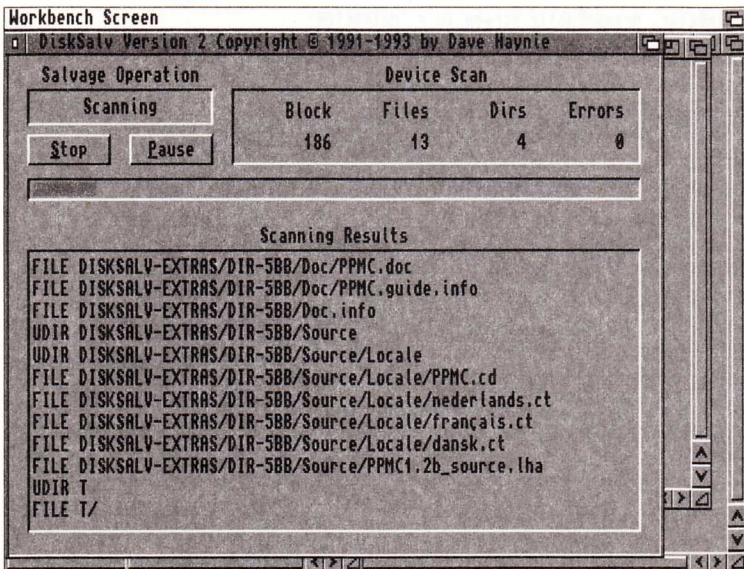 Workbench Screen
DiskSalv Version 2 Copyright © 1991-1993 by Dave Haynie
Salvage Operation
Device Scan
Scanning
Block Files Dirs Errors
186 13 4 0
Stop Pause
Scanning Results
FILE DISKSALV-EXTRAS/DIR-5BB/Doc/PPMC.doc
FILE DISKSALV-EXTRAS/DIR-5BB/Doc/PPMC.guide.info
FILE DISKSALV-EXTRAS/DIR-5BB/Doc.info
UDIR DISKSALV-EXTRAS/DIR-5BB/Source
UDIR DISKSALV-EXTRAS/DIR-5BB/Source/Locale
FILE DISKSALV-EXTRAS/DIR-5BB/Source/Locale/PPMC.cd
FILE DISKSALV-EXTRAS/DIR-5BB/Source/Locale/nederlands.ct
FILE DISKSALV-EXTRAS/DIR-5BB/Source/Locale/français.ct
FILE DISKSALV-EXTRAS/DIR-5BB/Source/Locale/dansk.ct
FILE DISKSALV-EXTRAS/DIR-5BB/Source/PPMC1.2b_source.lha
UDIR T
FILE T/